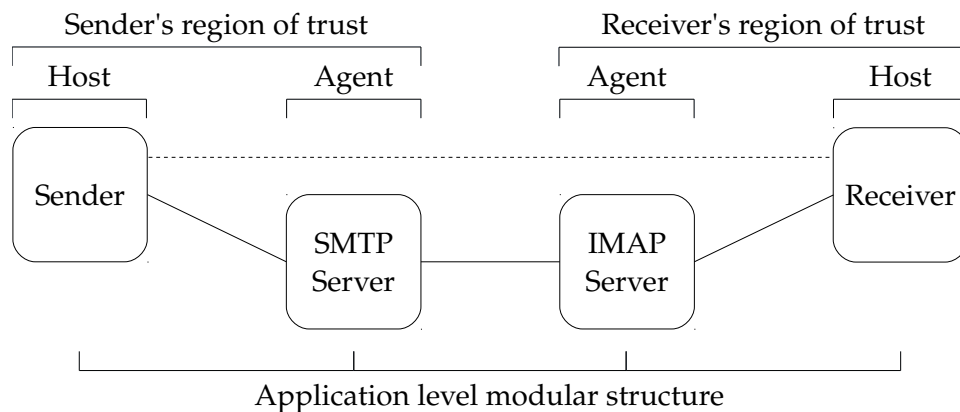 Sender's region of trust
Receiver's region of trust
Host
Agent
Agent
Host
Sender
SMTP
Server
IMAP
Server
Receiver
Application level modular structure